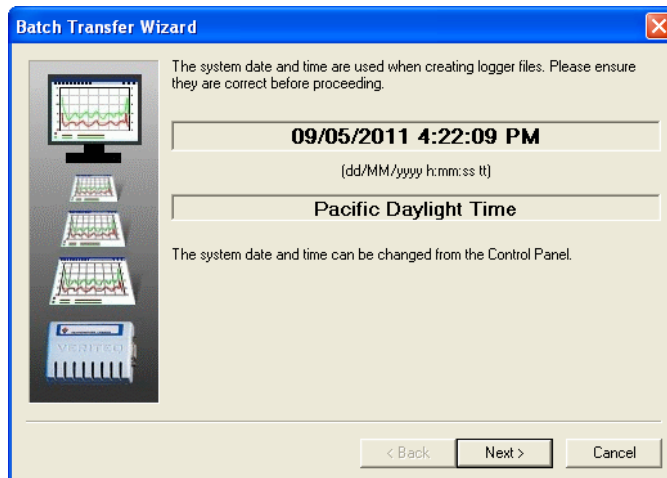 Batch Transfer Wizard
The system date and time are used when creating logger files. Please ensure
they are correct before proceeding.
09/05/2011 4:22:09 PM
(dd/MM/yyyy h:mm:ss tt)
Pacific Daylight Time
The system date and time can be changed from the Control Panel.
VERITEQ
< Back
Next >
Cancel